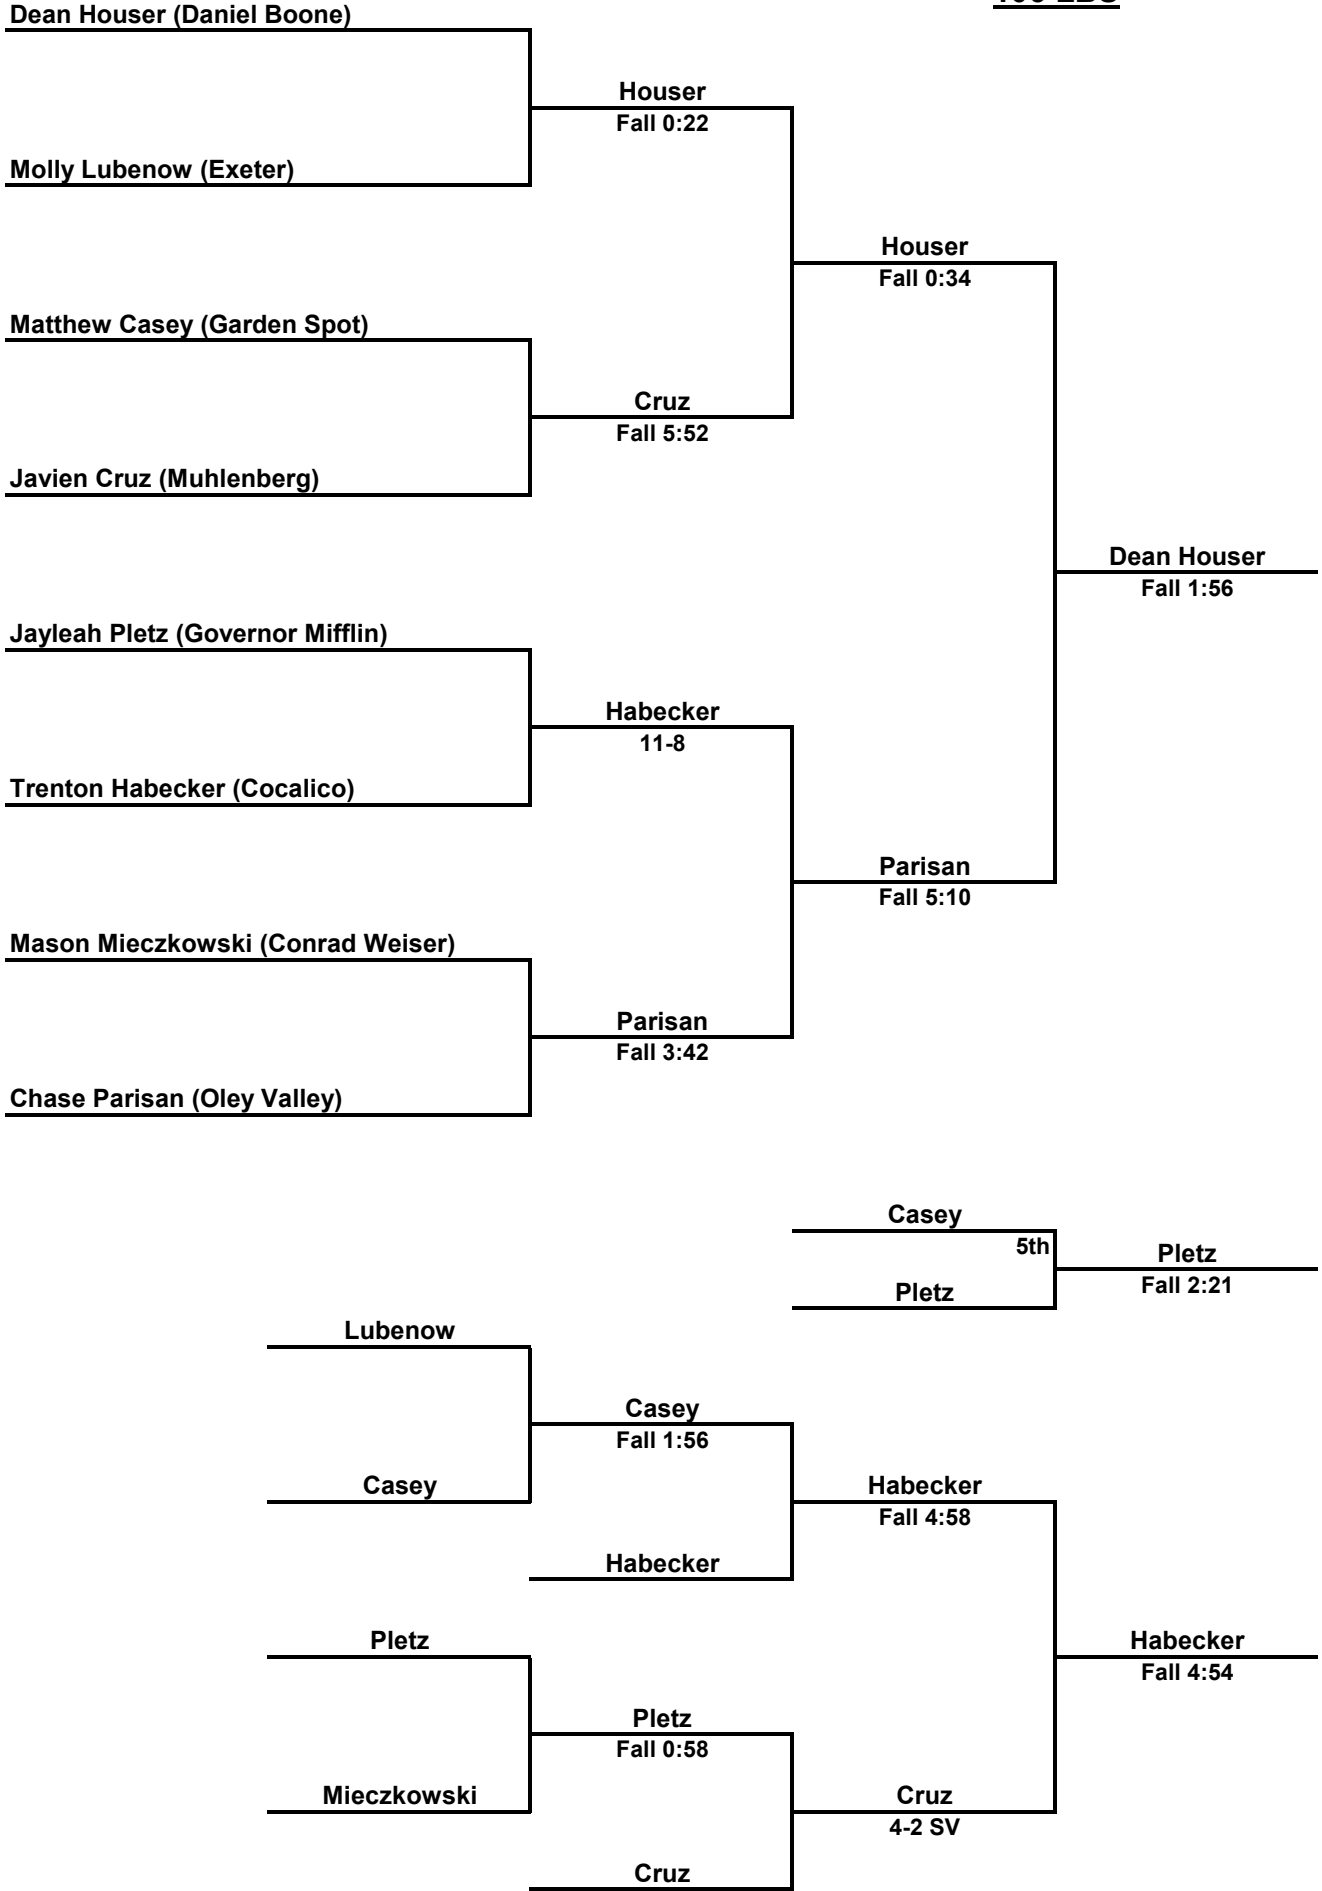 Dean Houser (Daniel Boone)
Houser
Fall 0:22
Molly Lubenow (Exeter)
Houser
Fall 0:34
Matthew Casey (Garden Spot)
Cruz
Fall 5:52
Javien Cruz (Muhlenberg)
Dean Houser
Fall 1:56
Jayleah Pletz (Governor Mifflin)
Habecker
11-8
Trenton Habecker (Cocalico)
Parisan
Fall 5:10
Mason Mieczkowski (Conrad Weiser)
Parisan
Fall 3:42
Chase Parisan (Oley Valley)
Casey
5th
Pletz
Fall 2:21
Pletz
Lubenow
Casey
Fall 1:56
Casey
Habecker
Fall 4:58
Habecker
Pletz
Habecker
Fall 4:54
Pletz
Fall 0:58
Mieczkowski
Cruz
4-2 SV
Cruz